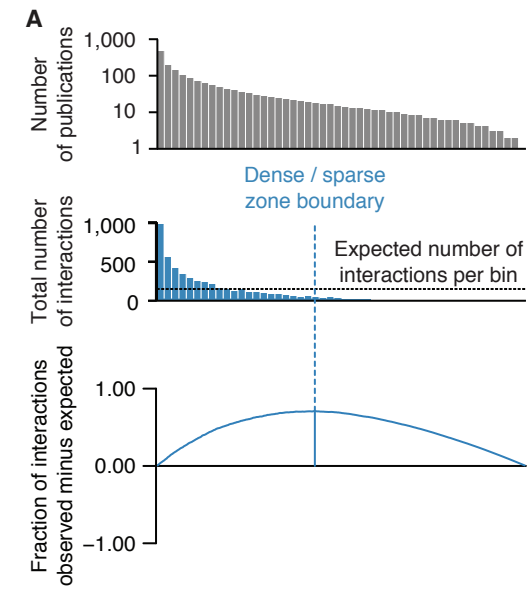 A
Number
of publications
1,000
100
10
1
Dense / sparse
zone boundary
Total number
of interactions
1,000
500
0
Expected number of
interactions per bin
Fraction of interactions
observed minus expected
1.00
0.00
−1.00